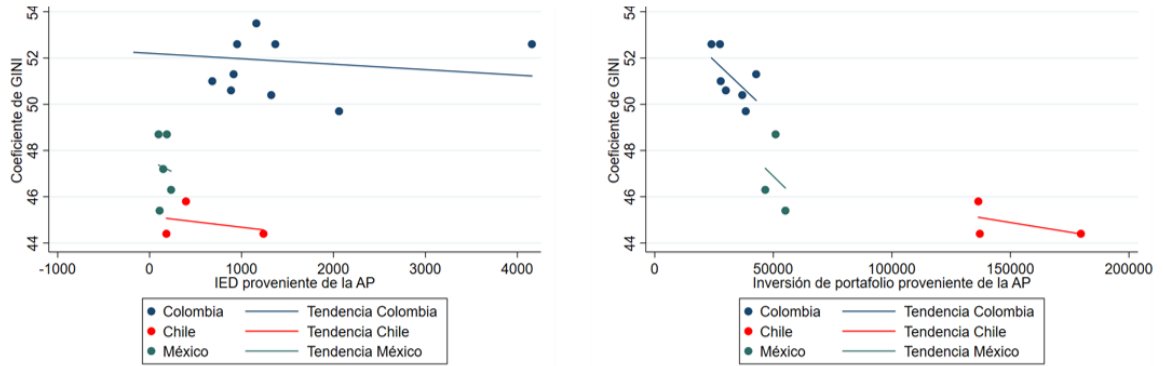 Coeficiente de GINI
54
52
50
48
46
44
-1000 0 1000 2000 3000 4000
IED proveniente de la AP
Colombia Tendencia Colombia
Chile Tendencia Chile
México Tendencia México
Coeficiente de GINI
54
52
50
48
46
44
0 50000 100000 150000 200000
Inversión de portafolio proveniente de la AP
Colombia Tendencia Colombia
Chile Tendencia Chile
México Tendencia México